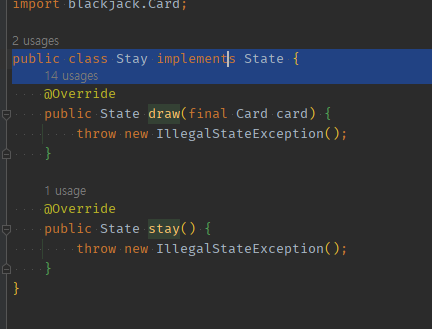 import blackjack.Card;
2 usages
public class Stay implements State {
14 usages
@Override
public State draw(final Card card) {
throw new IllegalStateException();
}
1 usage
@Override
public State stay() {
throw new IllegalStateException();
}
}